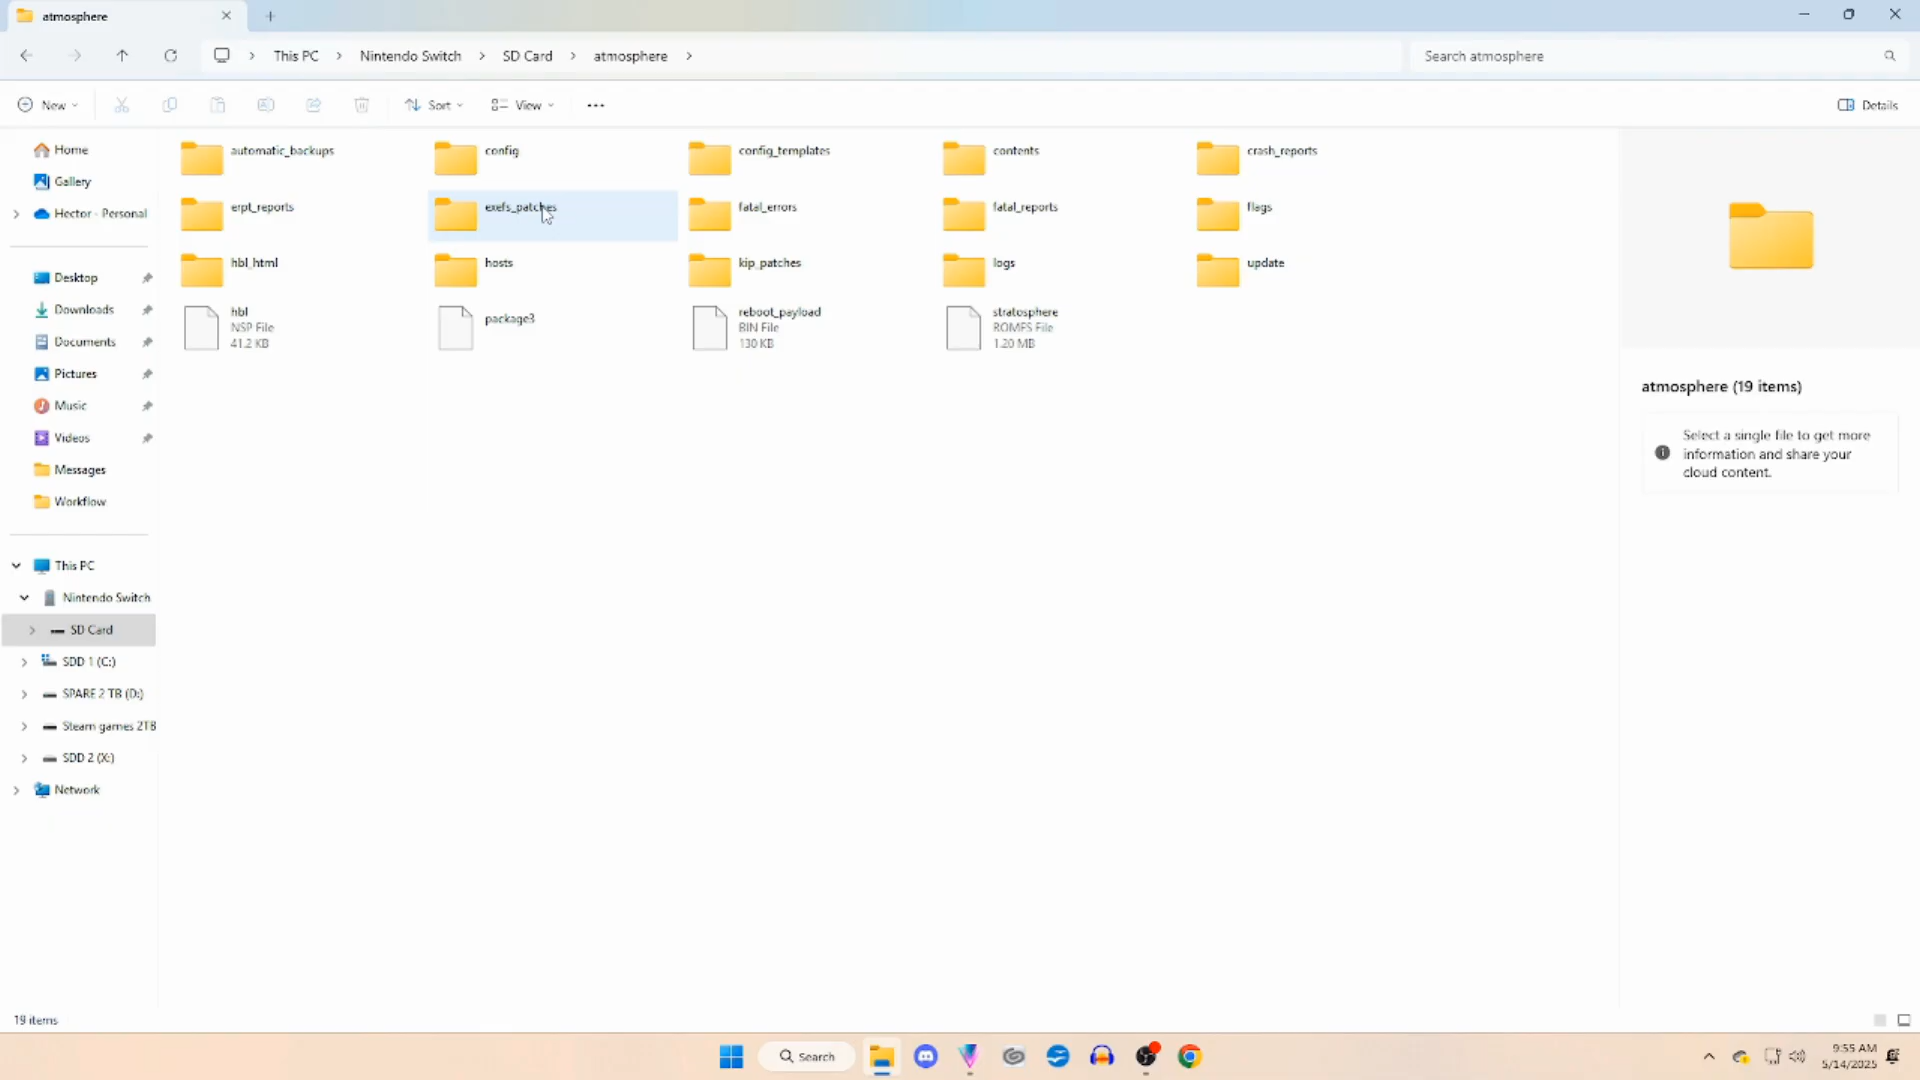 atmosphere
This PC
Nintendo Switch
SD Card
atmosphere
Search atmosphere
New
Sort
View
Details
Home
Gallery
Hector - Personal
Desktop
Downloads
Documents
Pictures
Music
Videos
Messages
Workflow
This PC
Nintendo Switch
SD Card
SDD 1 (C:)
SPARE 2 TB (D:)
Steam games 2TB
SDD 2 (X:)
Network
automatic_backups
config
config_templates
contents
crash_reports
erpt_reports
exefs_patches
fatal_errors
fatal_reports
flags
hbl_html
hosts
kip_patches
logs
update
hbl
NSP File
41.2 KB
package3
reboot_payload
BIN File
130 KB
stratosphere
ROMFS File
1.20 MB
atmosphere (19 items)
Select a single file to get more
information and share your
cloud content.
19 items
Search
9:55 AM
5/14/2025